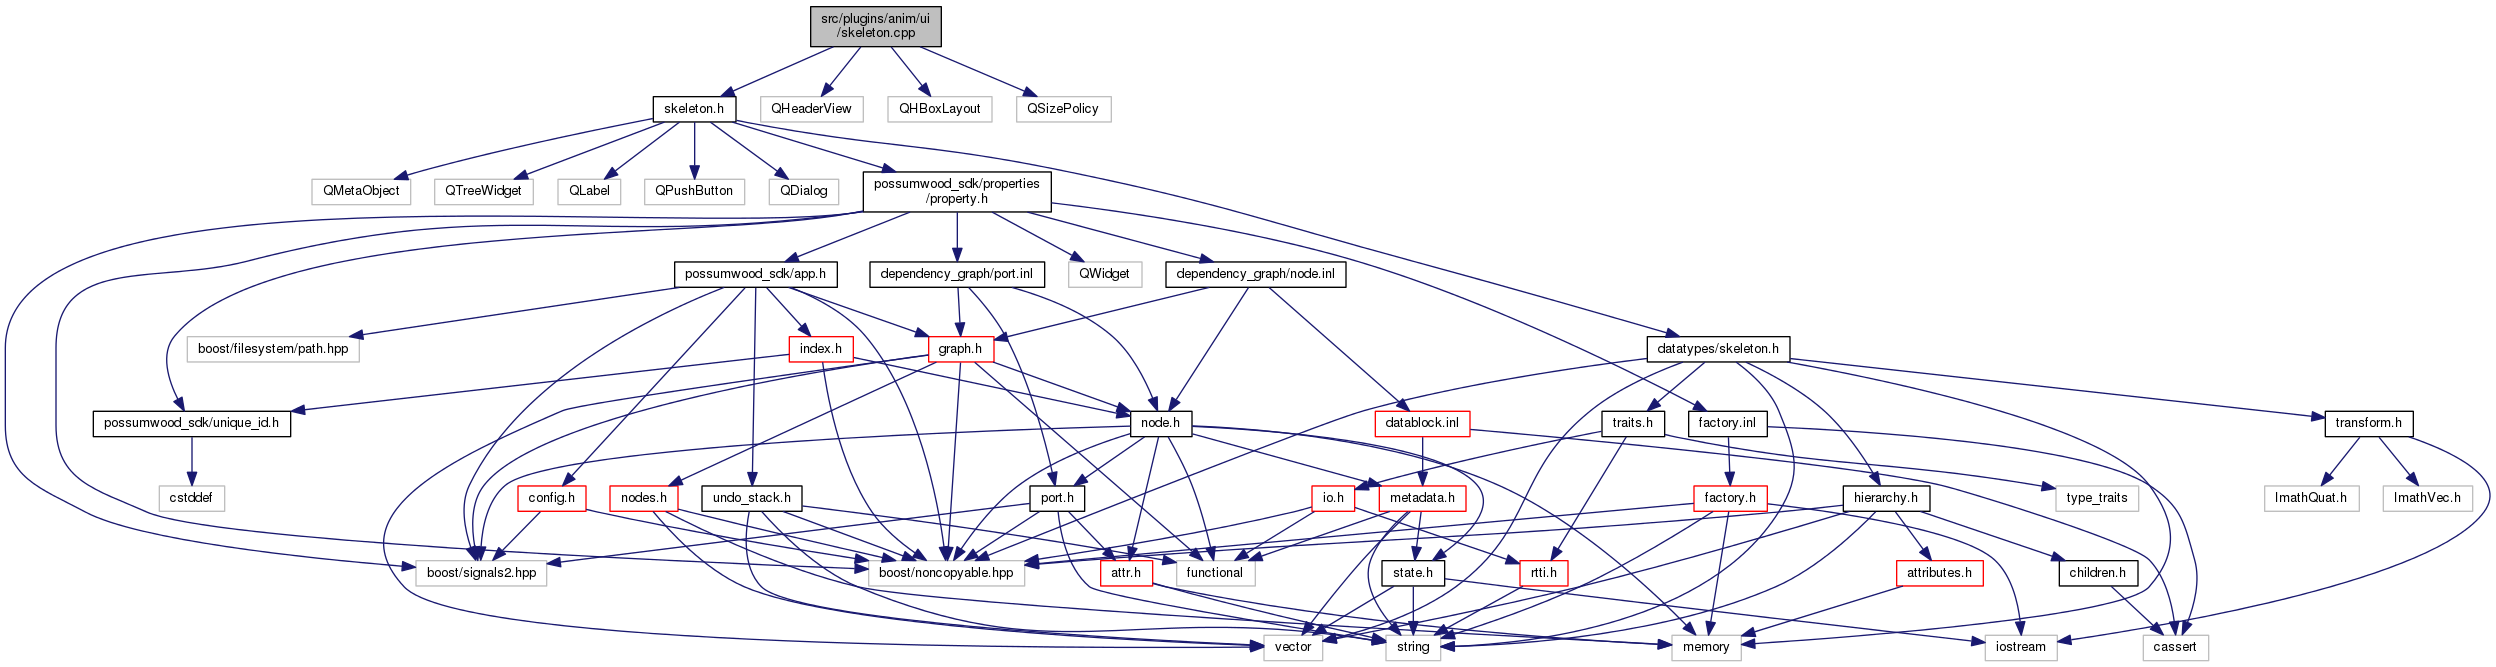 src/plugins/anim/ui
/skeleton.cpp
skeleton.h
QHeaderView
QHBoxLayout
QSizePolicy
QMetaObject
QTreeWidget
QLabel
QPushButton
QDialog
possumwood_sdk/properties
/property.h
possumwood_sdk/app.h
dependency_graph/port.inl
QWidget
dependency_graph/node.inl
boost/filesystem/path.hpp
index.h
graph.h
datatypes/skeleton.h
possumwood_sdk/unique_id.h
node.h
datablock.inl
traits.h
factory.inl
transform.h
cstddef
config.h
nodes.h
undo_stack.h
port.h
io.h
metadata.h
factory.h
hierarchy.h
type_traits
ImathQuat.h
ImathVec.h
boost/signals2.hpp
boost/noncopyable.hpp
attr.h
functional
state.h
rtti.h
attributes.h
children.h
vector
string
memory
iostream
cassert